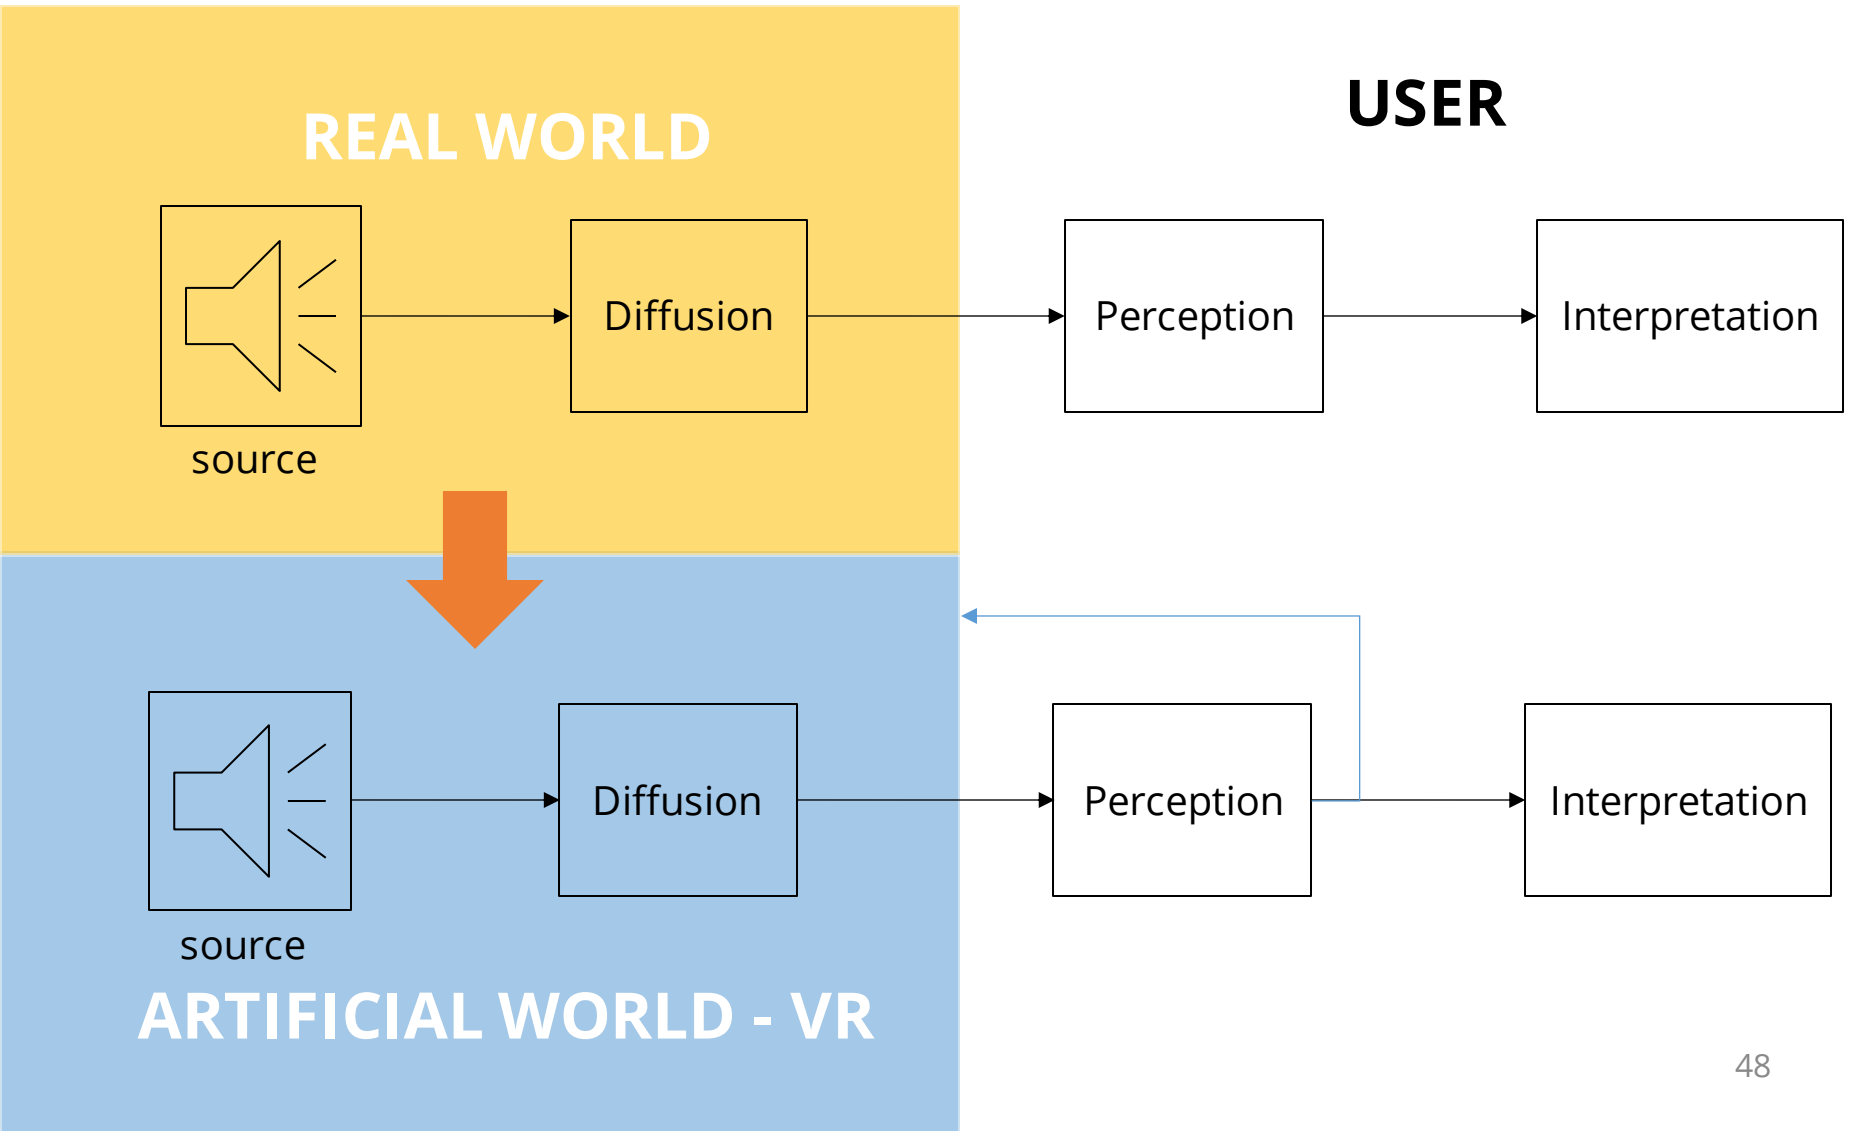 USER
REAL WORLD
Diffusion
Perception
Interpretation
source
Diffusion
Perception
Interpretation
source
ARTIFICIAL WORLD - VR
48